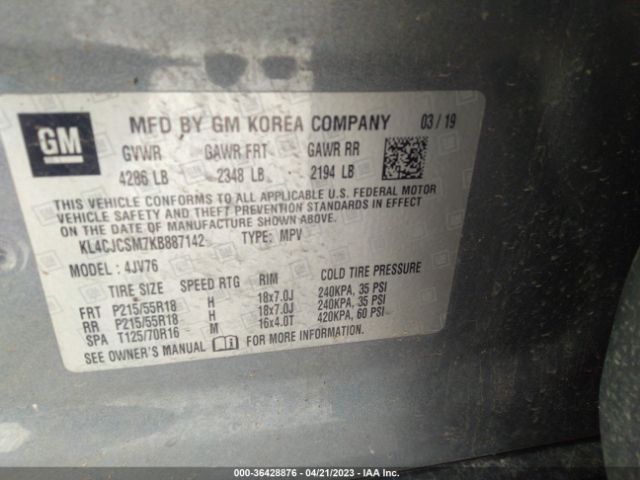 GM
MFD BY GM KOREA COMPANY 03/19
GVWR GAWR FRT GAWR RR
4286 LB 2348 LB 2194 LB
THIS VEHICLE CONFORMS TO ALL APPLICABLE U.S. FEDERAL MOTOR
VEHICLE SAFETY AND THEFT PREVENTION STANDARDS IN EFFECT
ON THE DATE OF MANUFACTURE SHOWN ABOVE.
KL4CJCSM7KB887142 TYPE: MPV
MODEL: 4JV76
TIRE SIZE SPEED RTG RIM COLD TIRE PRESSURE
FRT P215/55R18 H 18x7.0J 240KPA, 35 PSI
RR P215/55R18 H 18x7.0J 240KPA, 35 PSI
SPA T125/70R16 M 16x4.0T 420KPA, 60 PSI
SEE OWNER'S MANUAL FOR MORE INFORMATION.
000-36428876 - 04/21/2023 - IAA Inc.